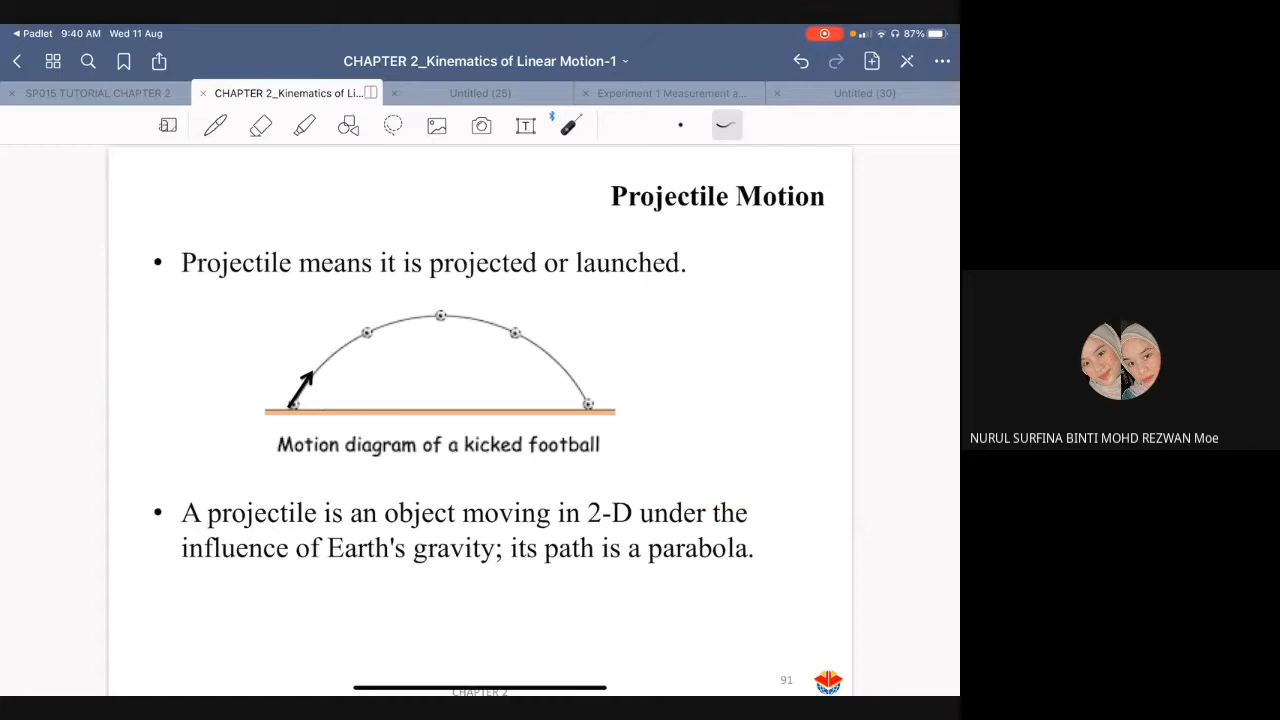 Padlet 9:40 AM Wed 11 Aug 87%
CHAPTER 2_Kinematics of Linear Motion-1
SP015 TUTORIAL CHAPTER 2 CHAPTER 2_Kinematics of Li... Untitled (25) Experiment 1 Measurement a... Untitled (30)
T
Projectile Motion
• Projectile means it is projected or launched.
Motion diagram of a kicked football
NURUL SURFINA BINTI MOHD REZWAN Moe
• A projectile is an object moving in 2-D under the
influence of Earth's gravity; its path is a parabola.
91
CHAPTER 2